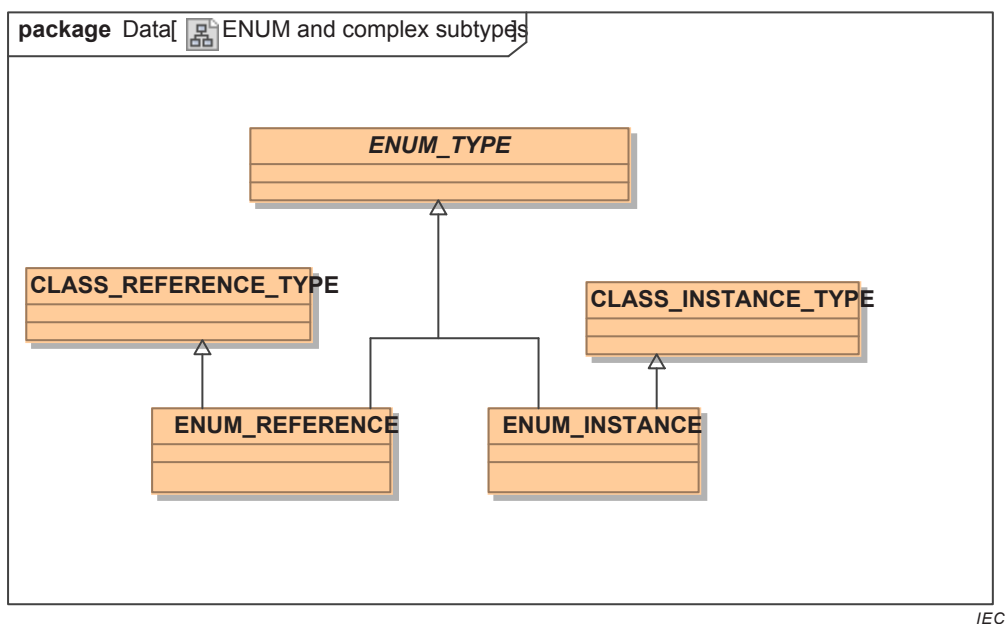 package Data[ ENUM and complex subtypes]
ENUM_TYPE
CLASS_REFERENCE_TYPE
CLASS_INSTANCE_TYPE
ENUM_REFERENCE
ENUM_INSTANCE
IEC